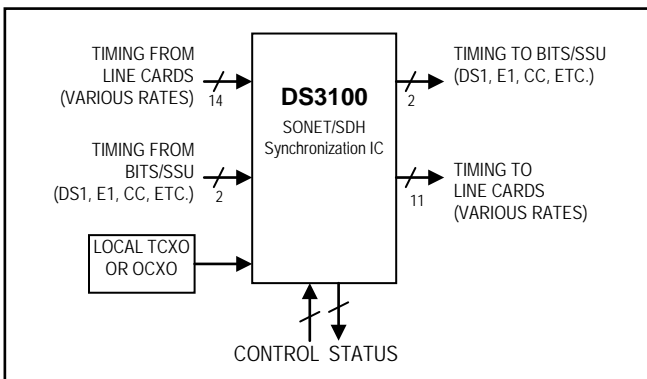 TIMING FROM
LINE CARDS
(VARIOUS RATES)
14
TIMING FROM
BITS/SSU
(DS1, E1, CC, ETC.)
2
LOCAL TCXO
OR OCXO
DS3100
SONET/SDH
Synchronization IC
TIMING TO BITS/SSU
(DS1, E1, CC, ETC.)
2
TIMING TO
LINE CARDS
(VARIOUS RATES)
11
CONTROL STATUS